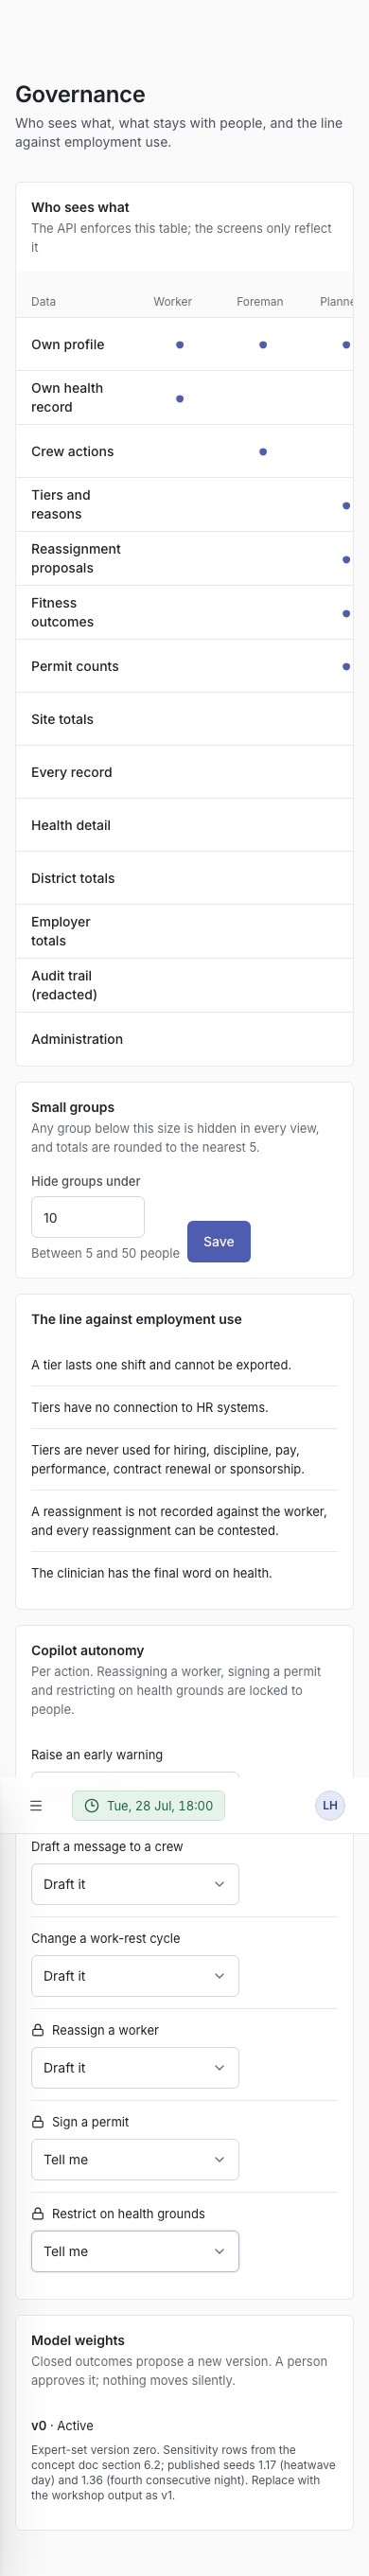 Governance
Who sees what, what stays with people, and the line
against employment use.
Who sees what
The API enforces this table; the screens only reflect
it
Data Worker Foreman
Own profile
Own health
record
Crew actions
Tiers and
reasons
Reassignment
proposals
Fitness
outcomes
Permit counts
Site totals
Every record
Health detail
District totals
Employer
totals
Audit trail
(redacted)
Administration
Small groups
Any group below this size is hidden in every view,
and totals are rounded to the nearest 5.
Hide groups under
10
Between 5 and 50 people
Save
The line against employment use
A tier lasts one shift and cannot be exported.
Tiers have no connection to HR systems.
Tiers are never used for hiring, discipline, pay,
performance, contract renewal or sponsorship.
A reassignment is not recorded against the worker,
and every reassignment can be contested.
The clinician has the final word on health.
Copilot autonomy
Per action. Reassigning a worker, signing a permit
and restricting on health grounds are locked to
people.
Raise an early warning
Tue, 28 Jul, 18:00
LH
Draft a message to a crew
Draft it
Change a work-rest cycle
Draft it
Reassign a worker
Draft it
Sign a permit
Tell me
Restrict on health grounds
Tell me
Model weights
Closed outcomes propose a new version. A person
approves it; nothing moves silently.
v0 · Active
Expert-set version zero. Sensitivity rows from the
concept doc section 6.2; published seeds 1.17 (heatwave
day) and 1.36 (fourth consecutive night). Replace with
the workshop output as v1.